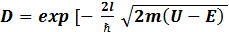 D = exp [− 2l/ℏ √2m(U − E)